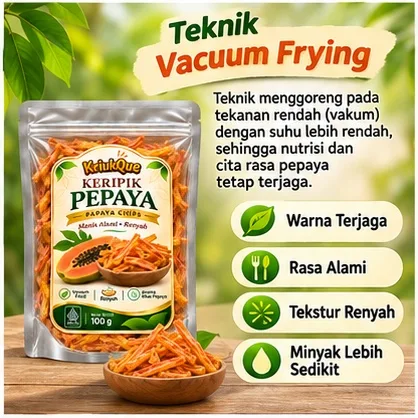 Teknik
Vacuum Frying
Teknik menggoreng pada
tekanan rendah (vakum)
dengan suhu lebih rendah,
sehingga nutrisi dan
cita rasa pepaya
tetap terjaga.
KriukQue
KERIPIK
PEPAYA
PAPAYA CHIPS
Manis Alami • Renyah
Renyah
100 g
Warna Terjaga
Rasa Alami
Tekstur Renyah
Minyak Lebih
Sedikit